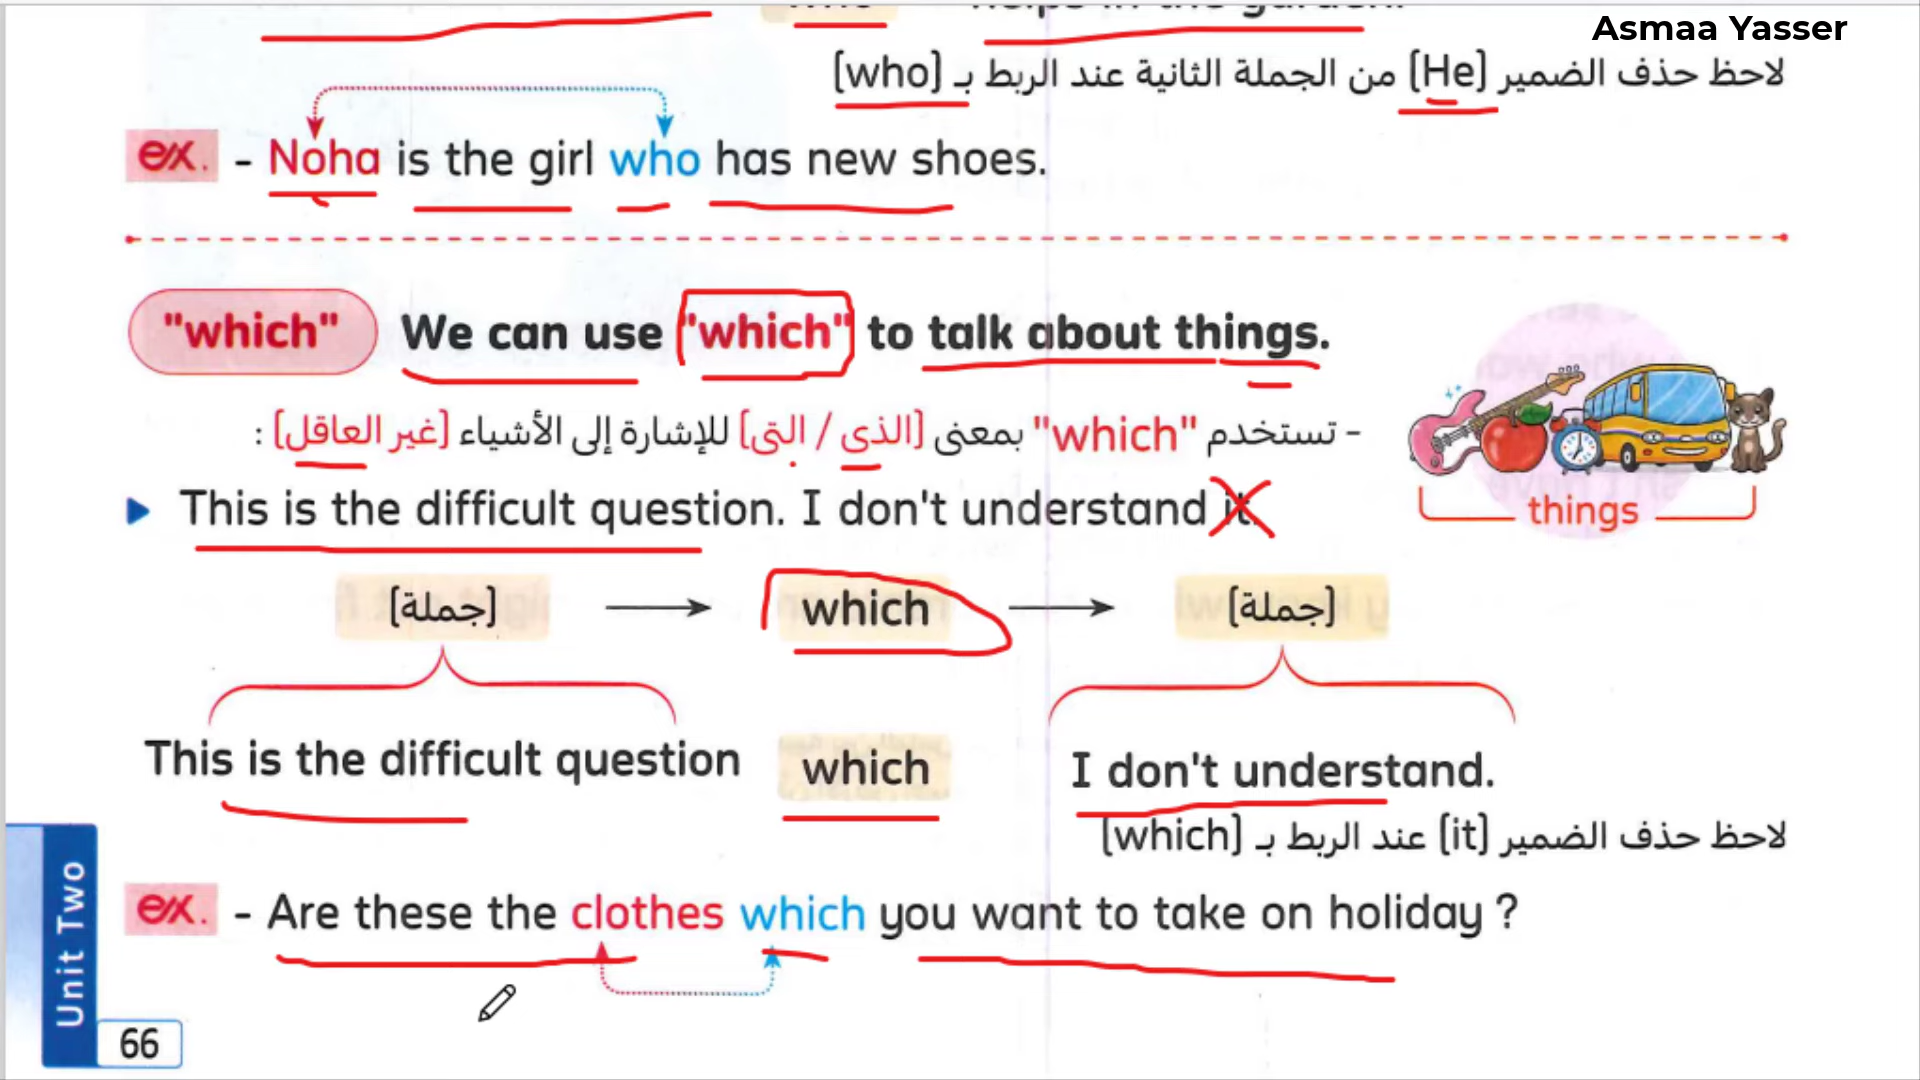 Asmaa Yasser
لاحظ حذف الضمير [He] من الجملة الثانية عند الربط بـ [who]
ex. - Noha is the girl who has new shoes.
"which" We can use "which" to talk about things.
- تستخدم "which" بمعنى [الذى / التى] للإشارة إلى الأشياء [غير العاقل] :
This is the difficult question. I don't understand it.
things
[جملة] which [جملة]
This is the difficult question which I don't understand.
لاحظ حذف الضمير [it] عند الربط بـ [which]
ex. - Are these the clothes which you want to take on holiday ?
Unit Two
66